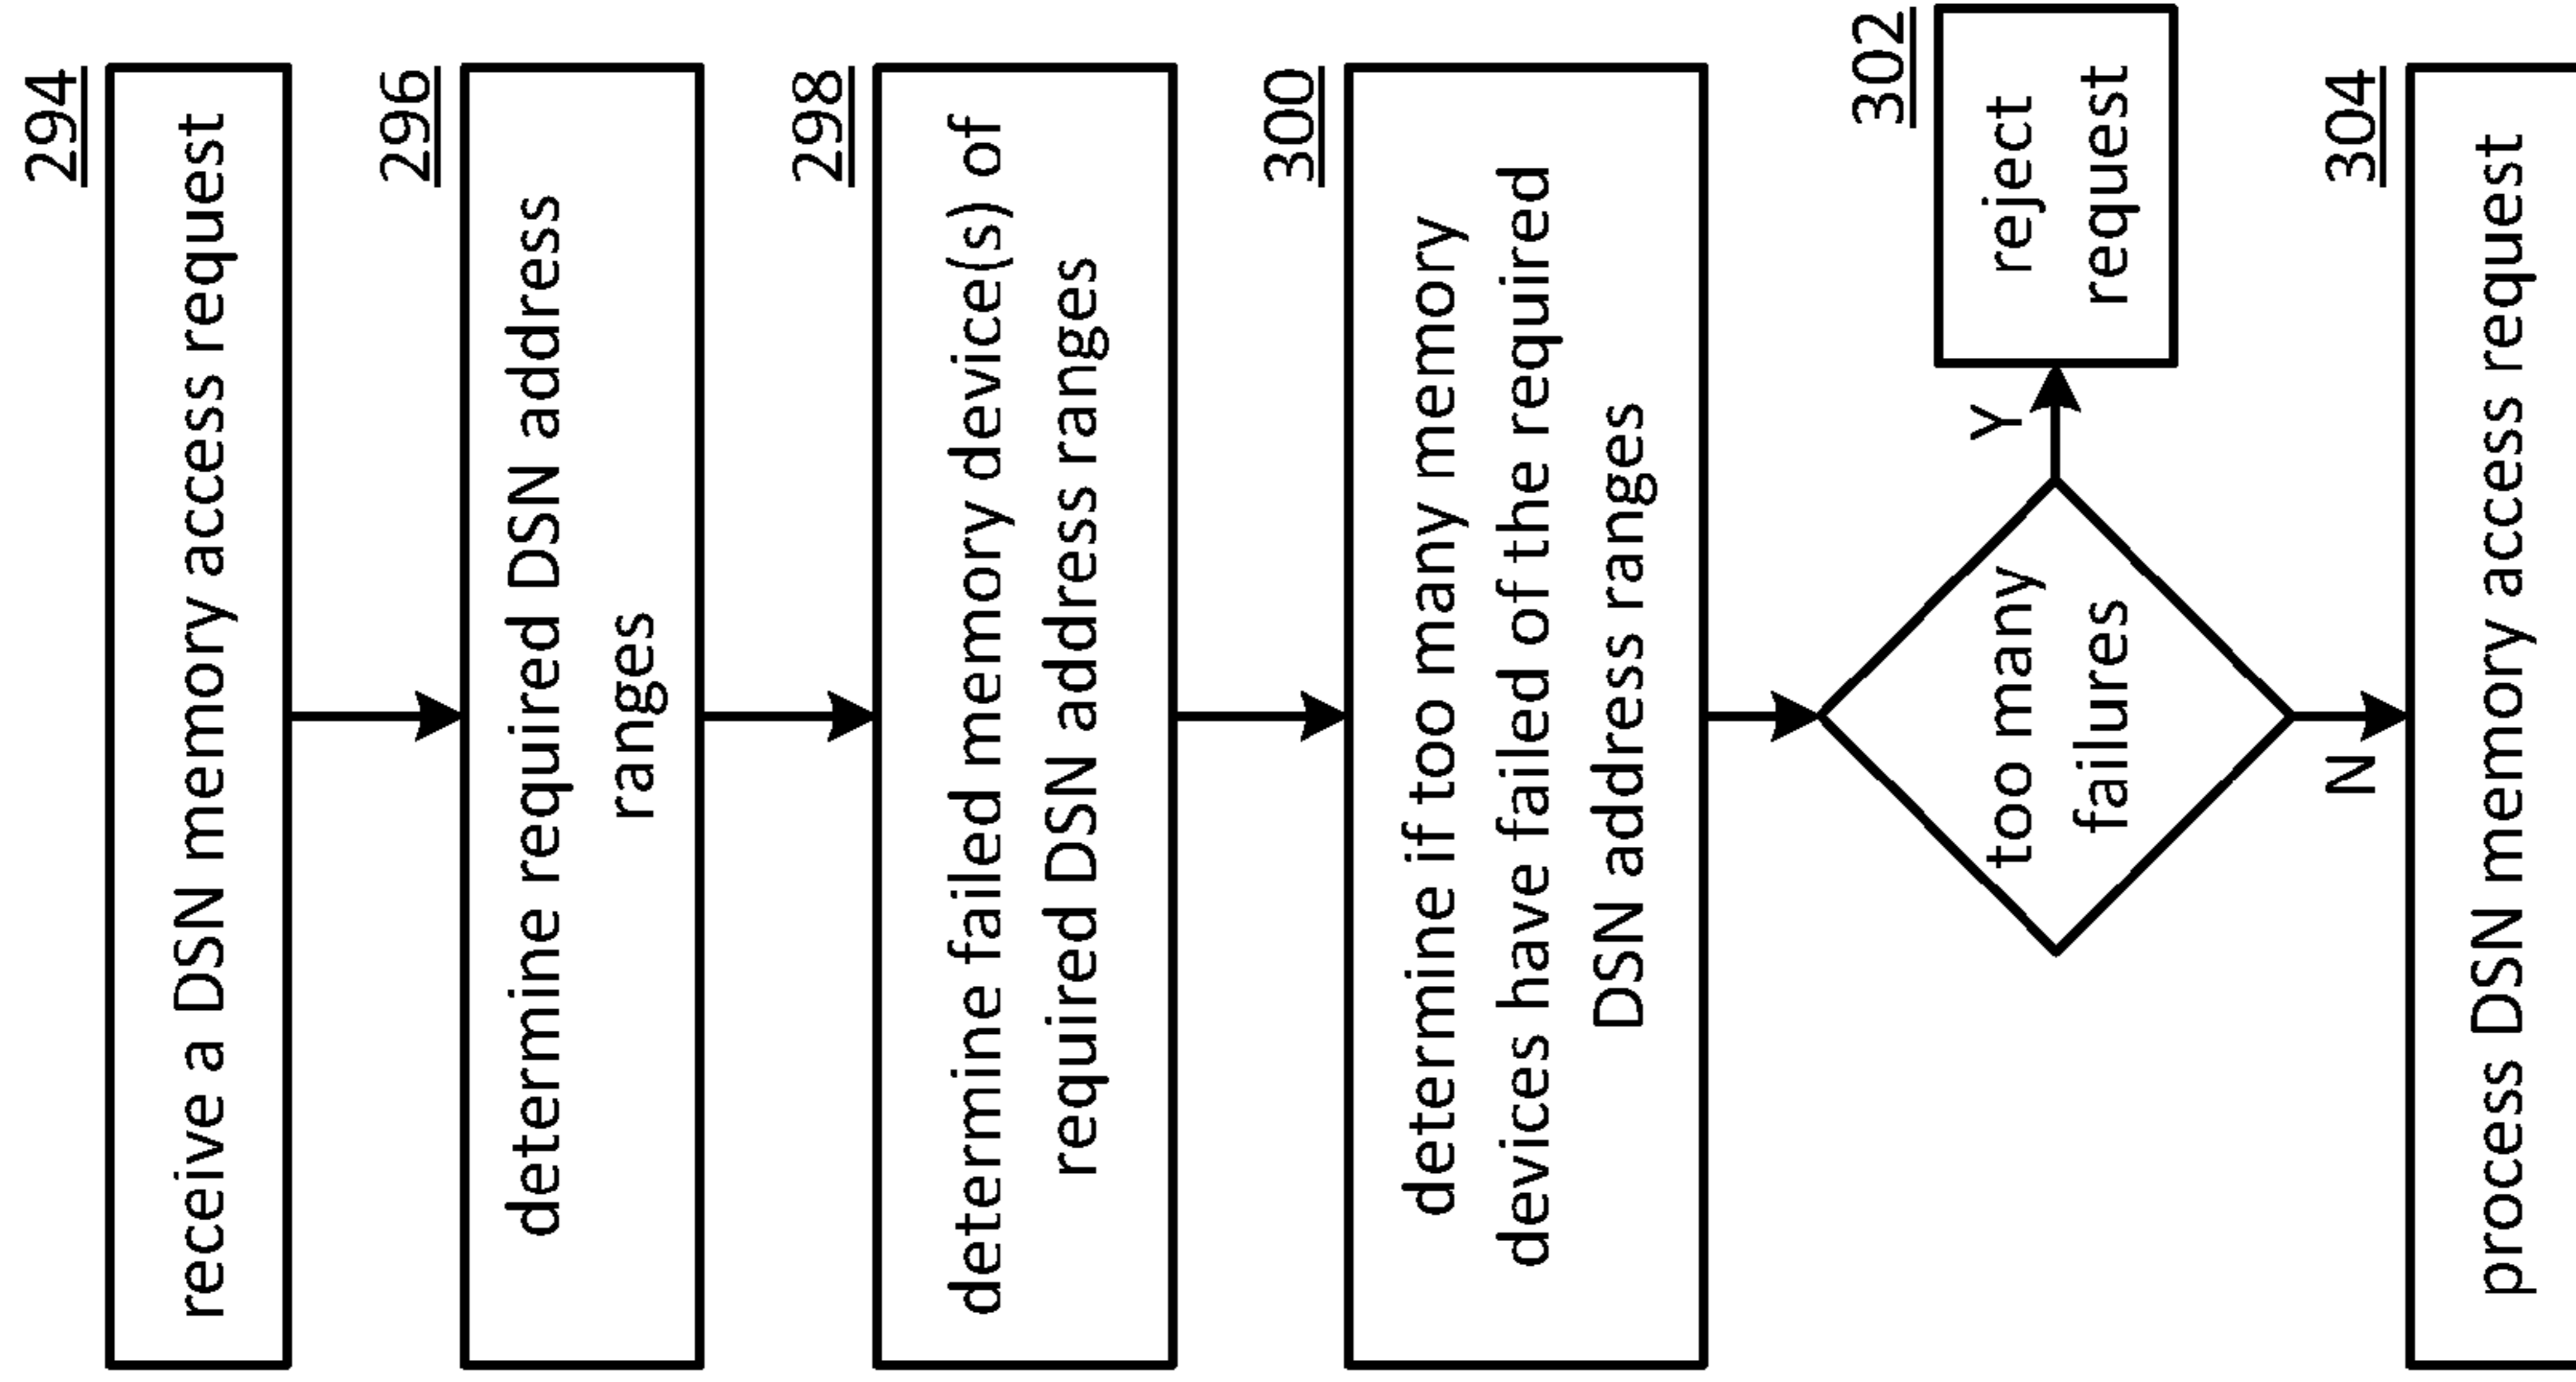 294
receive a DSN memory access request
296
determine required DSN address
ranges
298
determine failed memory device(s) of
required DSN address ranges
300
determine if too many memory
devices have failed of the required
DSN address ranges
too many
failures
Y
302
reject
request
N
304
process DSN memory access request